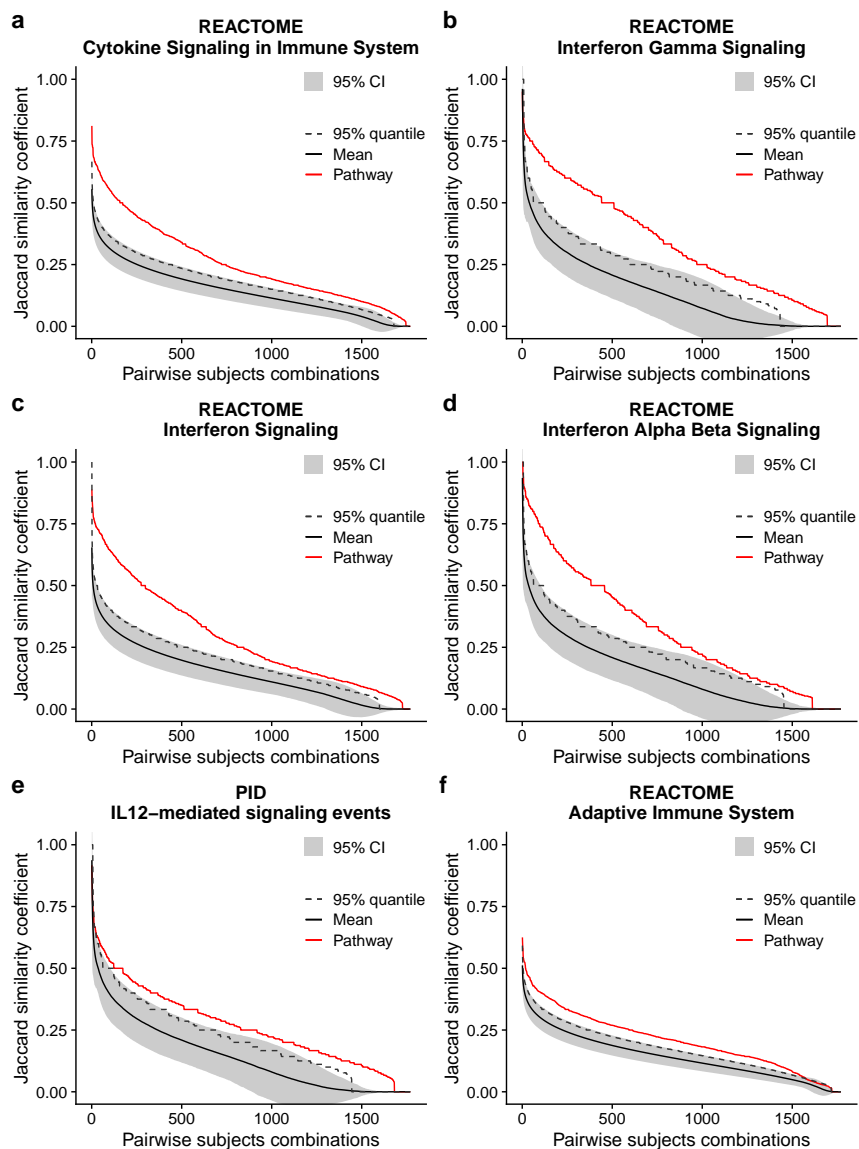 a
REACTOME
Cytokine Signaling in Immune System
1.00
0.75
0.50
0.25
0.00
Jaccard similarity coefficient
95% CI
95% quantile
Mean
Pathway
0
500
1000
1500
Pairwise subjects combinations
b
REACTOME
Interferon Gamma Signaling
1.00
0.75
0.50
0.25
0.00
Jaccard similarity coefficient
95% CI
95% quantile
Mean
Pathway
0
500
1000
1500
Pairwise subjects combinations
c
REACTOME
Interferon Signaling
1.00
0.75
0.50
0.25
0.00
Jaccard similarity coefficient
95% CI
95% quantile
Mean
Pathway
0
500
1000
1500
Pairwise subjects combinations
d
REACTOME
Interferon Alpha Beta Signaling
1.00
0.75
0.50
0.25
0.00
Jaccard similarity coefficient
95% CI
95% quantile
Mean
Pathway
0
500
1000
1500
Pairwise subjects combinations
e
PID
IL12−mediated signaling events
1.00
0.75
0.50
0.25
0.00
Jaccard similarity coefficient
95% CI
95% quantile
Mean
Pathway
0
500
1000
1500
Pairwise subjects combinations
f
REACTOME
Adaptive Immune System
1.00
0.75
0.50
0.25
0.00
Jaccard similarity coefficient
95% CI
95% quantile
Mean
Pathway
0
500
1000
1500
Pairwise subjects combinations